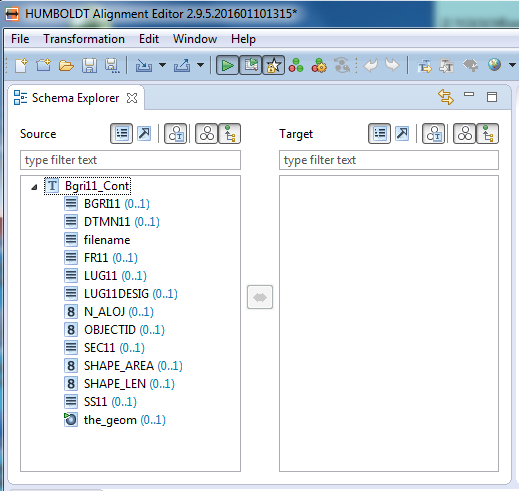 HUMBOLDT Alignment Editor 2.9.5.201601101315*
File Transformation Edit Window Help
Schema Explorer
Source Target
type filter text type filter text
T Bgri11_Cont
BGRI11 (0..1)
DTMN11 (0..1)
filename
FR11 (0..1)
LUG11 (0..1)
LUG11DESIG (0..1)
8 N_ALOJ (0..1)
8 OBJECTID (0..1)
SEC11 (0..1)
8 SHAPE_AREA (0..1)
8 SHAPE_LEN (0..1)
SS11 (0..1)
the_geom (0..1)